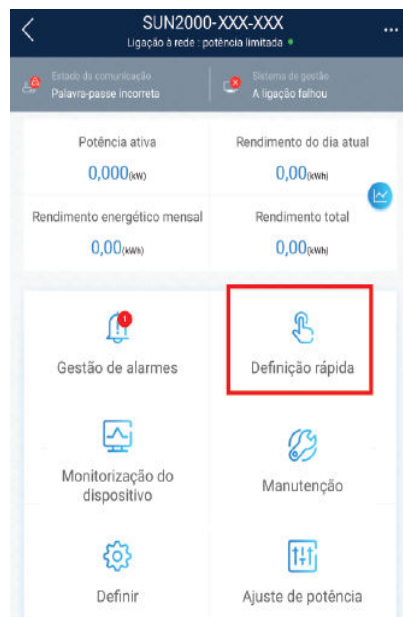 SUN2000-XXX-XXX
Ligação à rede : potência limitada
Estado da comunicação
Palavra-passe incorreta
Sistema de gestão
A ligação falhou
Potência ativa
0,000(kW)
Rendimento do dia atual
0,00(kWh)
Rendimento energético mensal
0,00(kWh)
Rendimento total
0,00(kWh)
1
Gestão de alarmes
Definição rápida
Monitorização do
dispositivo
Manutenção
Definir
Ajuste de potência